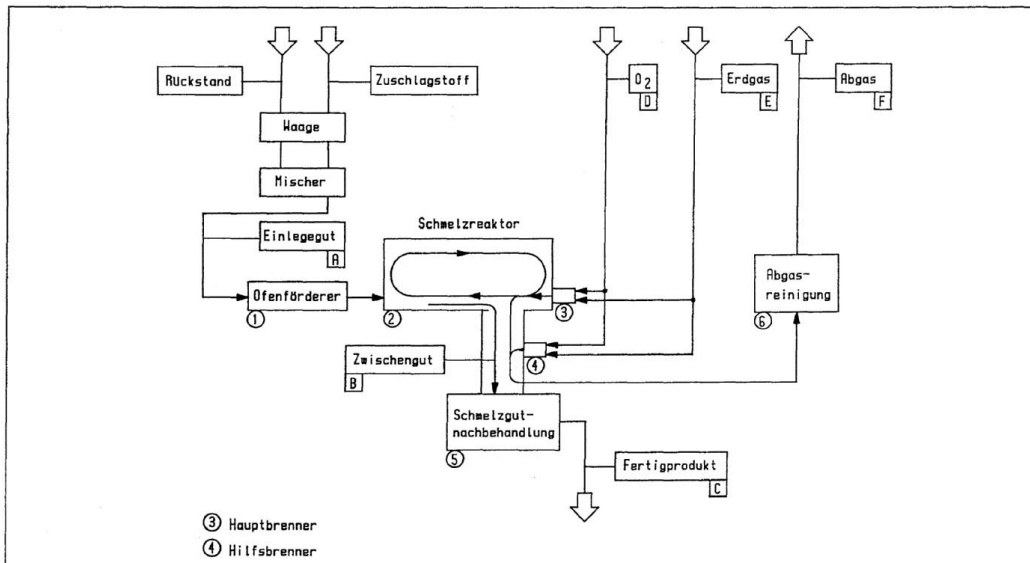 Rückstand
Zuschlagstoff
O2
D
Erdgas
E
Abgas
F
Waage
Mischer
Schmelzreaktor
Einlegegut
A
Ofenförderer
1
2
3
Abgas-
reinigung
6
Zwischengut
B
4
Schmelzgut-
nachbehandlung
5
Fertigprodukt
C
3 Hauptbrenner
4 Hilfsbrenner